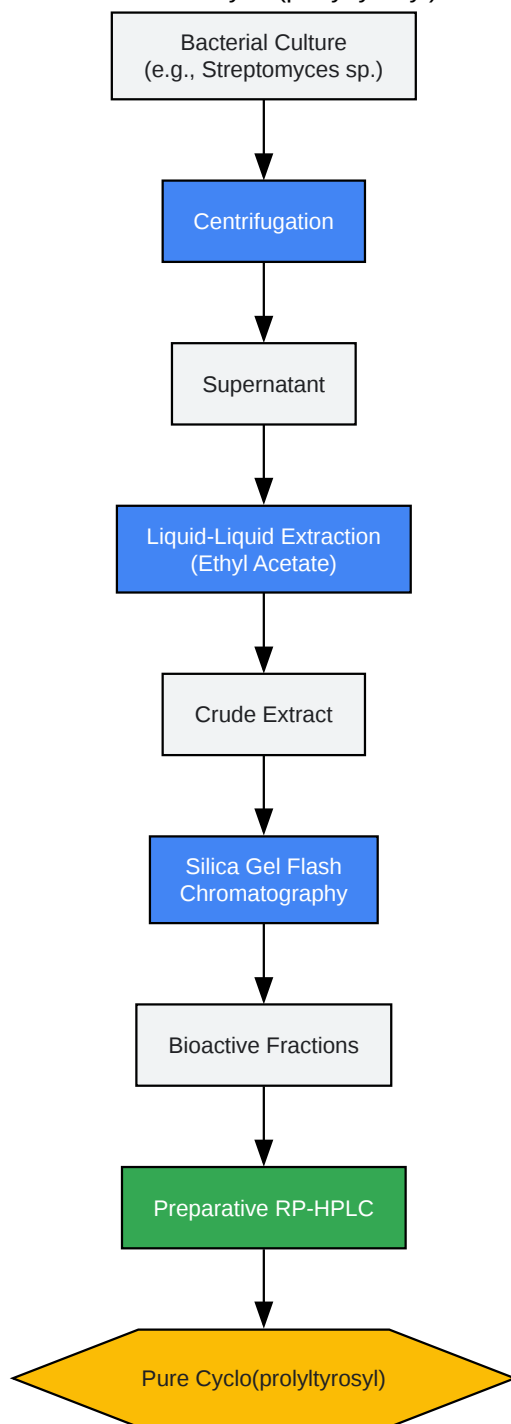 Bacterial Culture
(e.g., Streptomyces sp.)
Centrifugation
Supernatant
Liquid-Liquid Extraction
(Ethyl Acetate)
Crude Extract
Silica Gel Flash
Chromatography
Bioactive Fractions
Preparative RP-HPLC
Pure Cyclo(prolyltyrosyl)